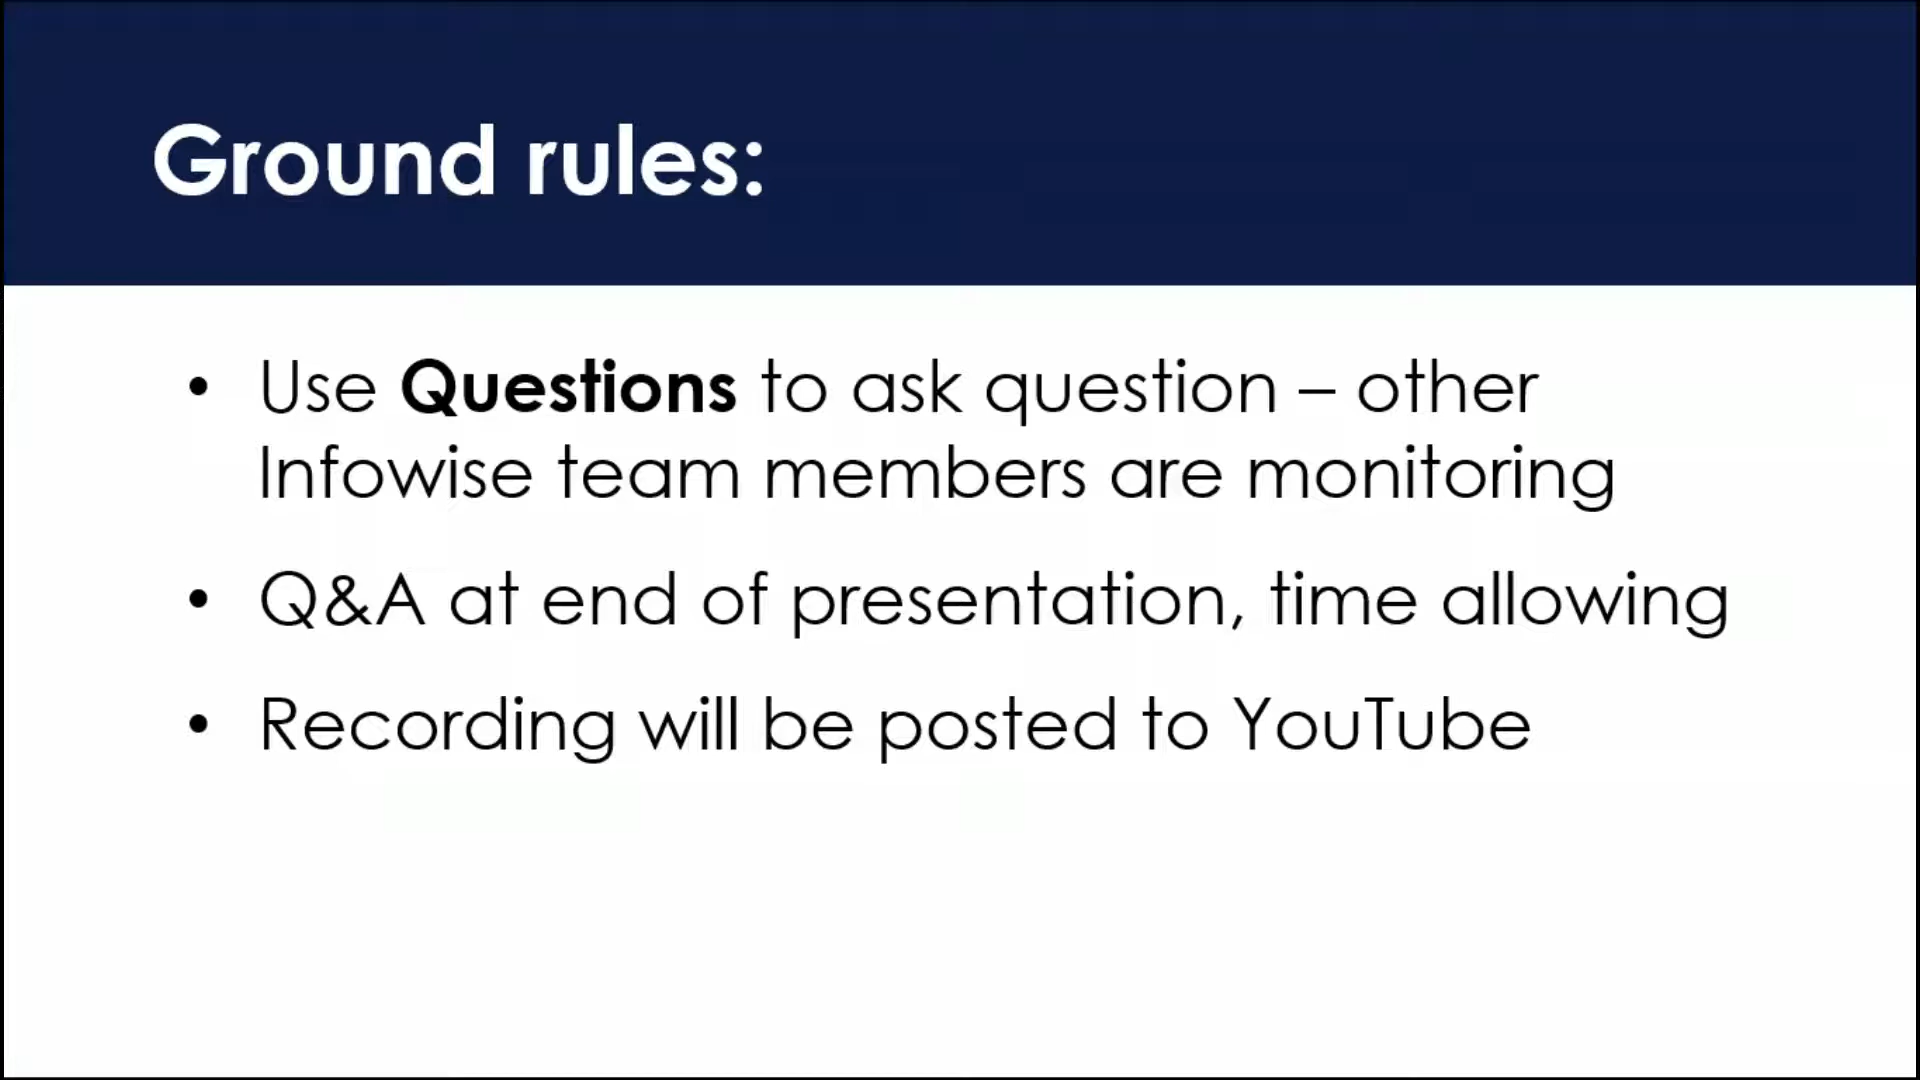 Ground rules:
• Use Questions to ask question – other
Infowise team members are monitoring
• Q&A at end of presentation, time allowing
• Recording will be posted to YouTube